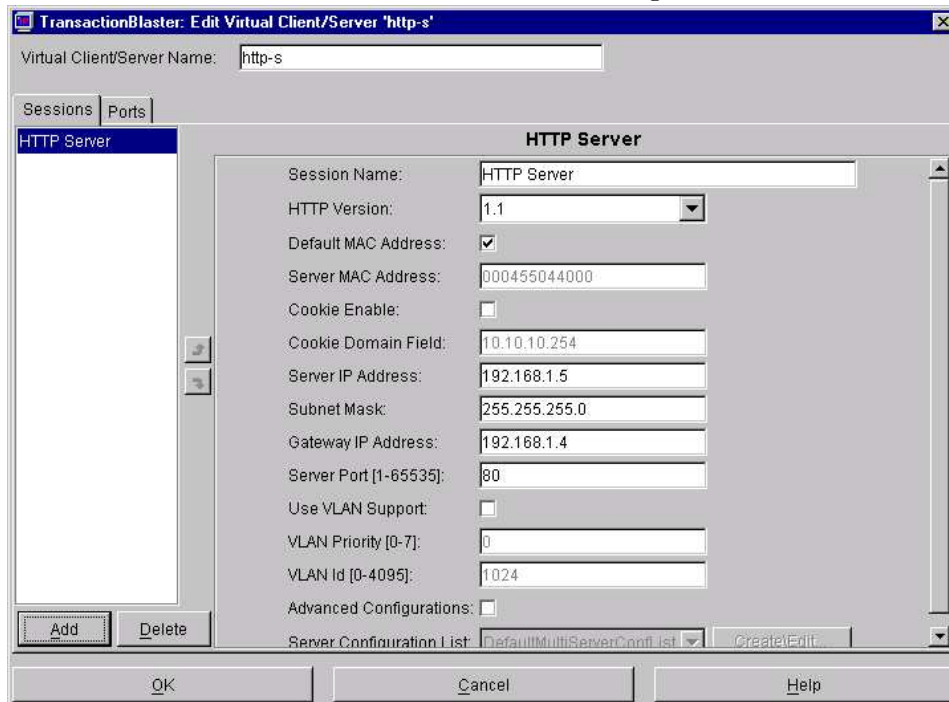 TransactionBlaster: Edit Virtual Client/Server 'http-s'
Virtual Client/Server Name: http-s
Sessions Ports
HTTP Server
HTTP Server
Session Name: HTTP Server
HTTP Version: 1.1
Default MAC Address:
Server MAC Address: 000455044000
Cookie Enable:
Cookie Domain Field: 10.10.10.254
Server IP Address: 192.168.1.5
Subnet Mask: 255.255.255.0
Gateway IP Address: 192.168.1.4
Server Port [1-65535]: 80
Use VLAN Support:
VLAN Priority [0-7]: 0
VLAN Id [0-4095]: 1024
Advanced Configurations:
Server Configuration List: DefaultMultiServerConfList Create\Edit...
Add Delete
OK Cancel Help